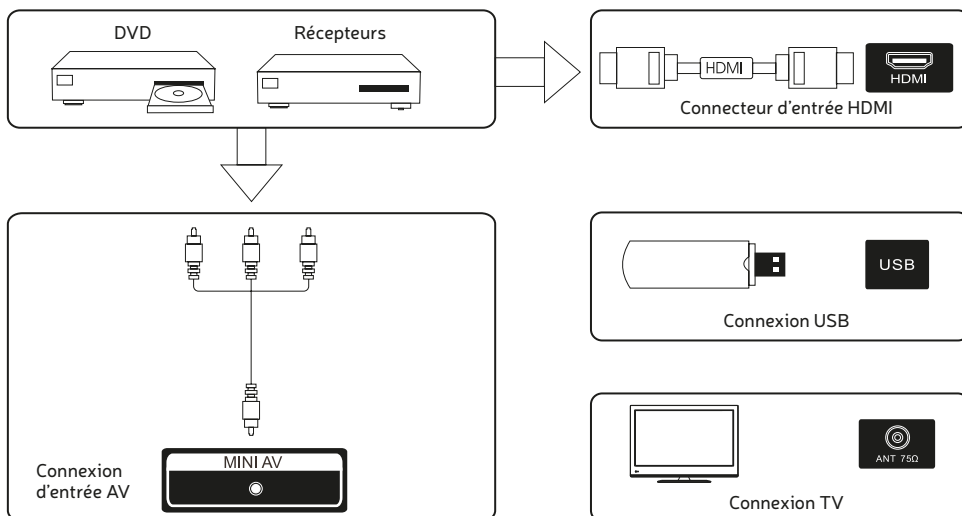 DVD
Récepteurs
HDMI
HDMI
Connecteur d'entrée HDMI
USB
Connexion USB
MINI AV
Connexion
d'entrée AV
ANT 75Ω
Connexion TV